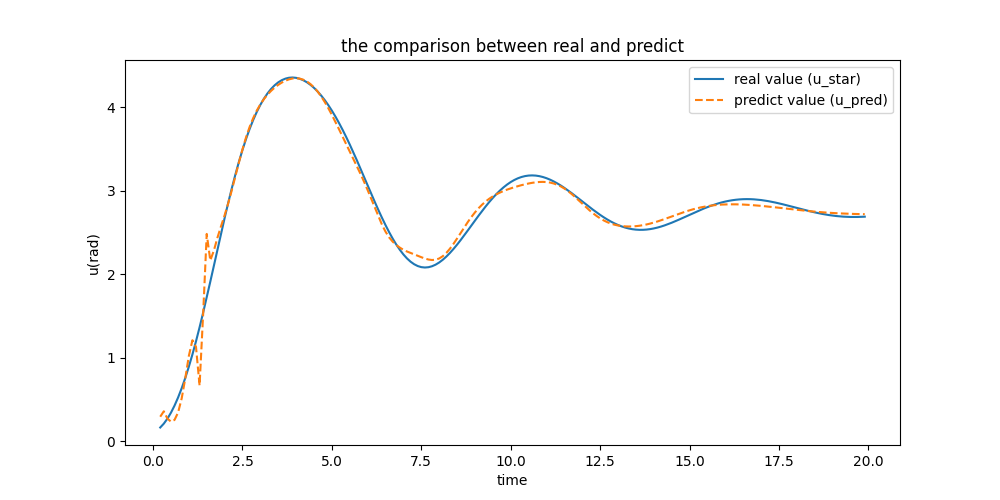 the comparison between real and predict
real value (u_star)
predict value (u_pred)
4
3
2
1
0
u(rad)
0.0 2.5 5.0 7.5 10.0 12.5 15.0 17.5 20.0
time